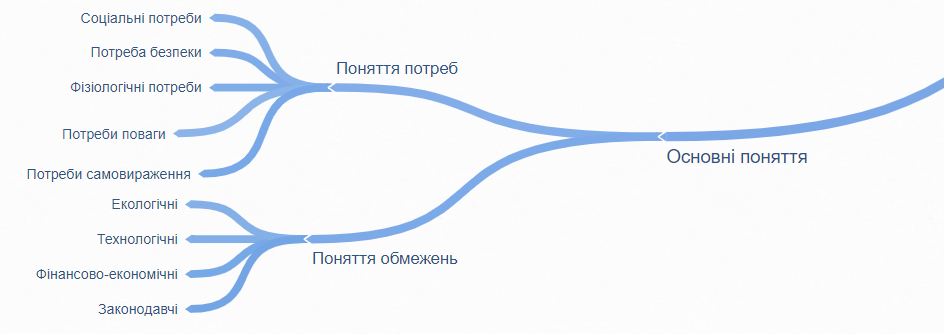 Соціальні потреби
Потреба безпеки
Поняття потреб
Фізіологічні потреби
Потреби поваги
Основні поняття
Потреби самовираження
Екологічні
Технологічні
Поняття обмежень
Фінансово-економічні
Законодавчі